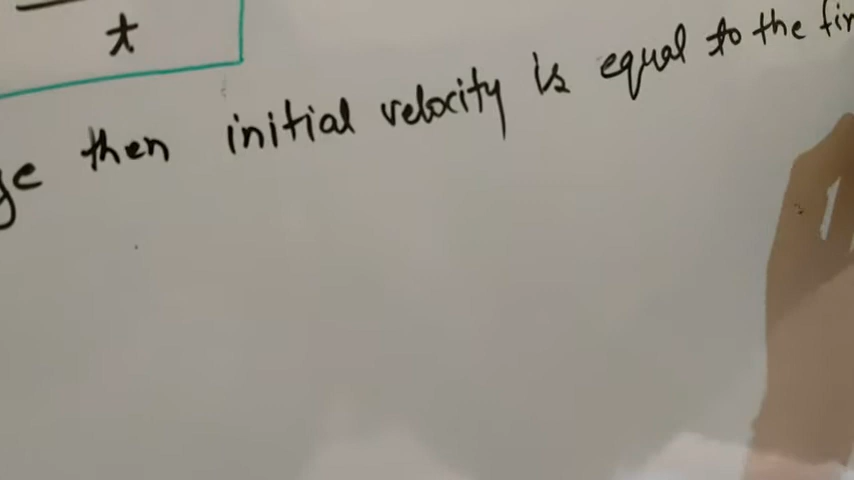 t
then initial velocity is equal to the